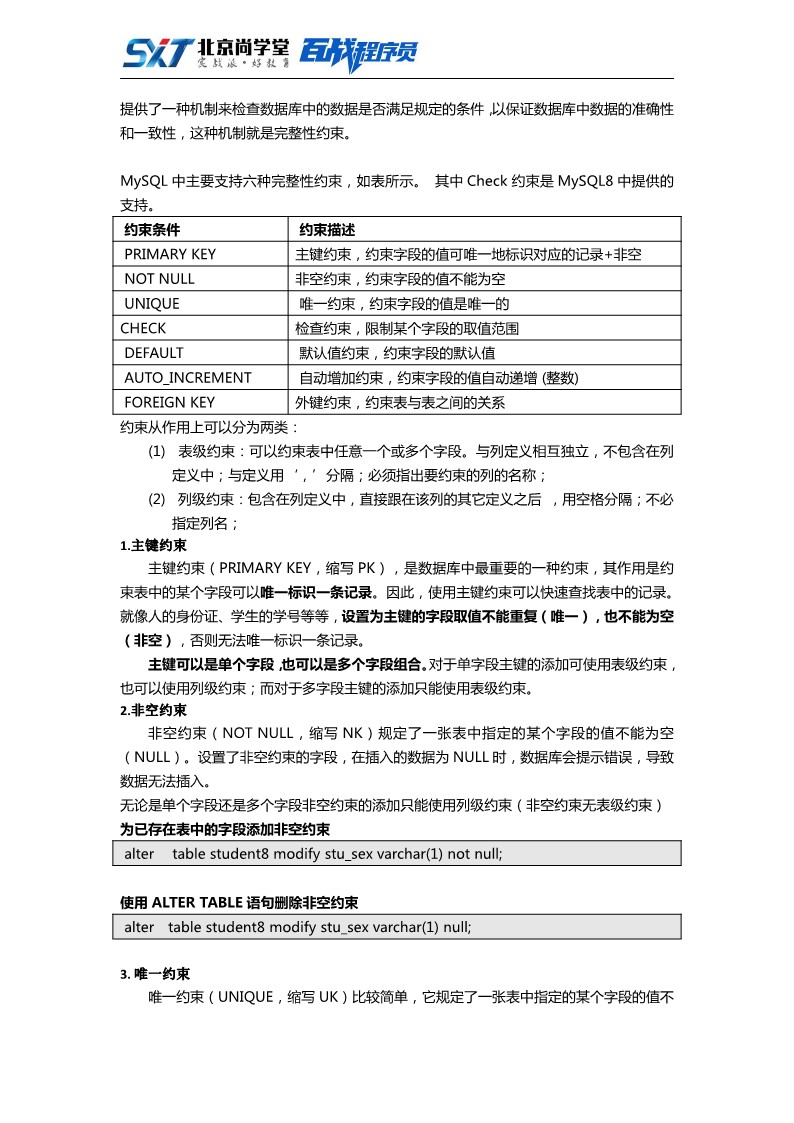 SXT 北京尚学堂 百战程序员
实战派·好教育
提供了一种机制来检查数据库中的数据是否满足规定的条件，以保证数据库中数据的准确性
和一致性，这种机制就是完整性约束。
MySQL 中主要支持六种完整性约束，如表所示。 其中 Check 约束是 MySQL8 中提供的
支持。
约束条件 约束描述
PRIMARY KEY 主键约束，约束字段的值可唯一地标识对应的记录+非空
NOT NULL 非空约束，约束字段的值不能为空
UNIQUE 唯一约束，约束字段的值是唯一的
CHECK 检查约束，限制某个字段的取值范围
DEFAULT 默认值约束，约束字段的默认值
AUTO_INCREMENT 自动增加约束，约束字段的值自动递增 (整数)
FOREIGN KEY 外键约束，约束表与表之间的关系
约束从作用上可以分为两类：
(1) 表级约束：可以约束表中任意一个或多个字段。与列定义相互独立，不包含在列
定义中；与定义用‘，’分隔；必须指出要约束的列的名称；
(2) 列级约束：包含在列定义中，直接跟在该列的其它定义之后 ，用空格分隔；不必
指定列名；
1.主键约束
主键约束（PRIMARY KEY，缩写 PK），是数据库中最重要的一种约束，其作用是约
束表中的某个字段可以唯一标识一条记录。因此，使用主键约束可以快速查找表中的记录。
就像人的身份证、学生的学号等等，设置为主键的字段取值不能重复（唯一），也不能为空
（非空），否则无法唯一标识一条记录。
主键可以是单个字段，也可以是多个字段组合。对于单字段主键的添加可使用表级约束，
也可以使用列级约束；而对于多字段主键的添加只能使用表级约束。
2.非空约束
非空约束（NOT NULL，缩写 NK）规定了一张表中指定的某个字段的值不能为空
（NULL）。设置了非空约束的字段，在插入的数据为 NULL 时，数据库会提示错误，导致
数据无法插入。
无论是单个字段还是多个字段非空约束的添加只能使用列级约束（非空约束无表级约束）
为已存在表中的字段添加非空约束
alter table student8 modify stu_sex varchar(1) not null;
使用 ALTER TABLE 语句删除非空约束
alter table student8 modify stu_sex varchar(1) null;
3. 唯一约束
唯一约束（UNIQUE，缩写 UK）比较简单，它规定了一张表中指定的某个字段的值不